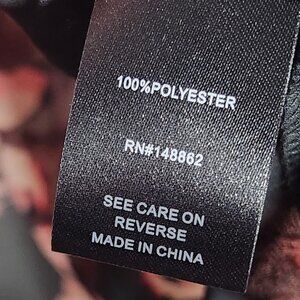 100%POLYESTER
RN#148862
SEE CARE ON
REVERSE
MADE IN CHINA